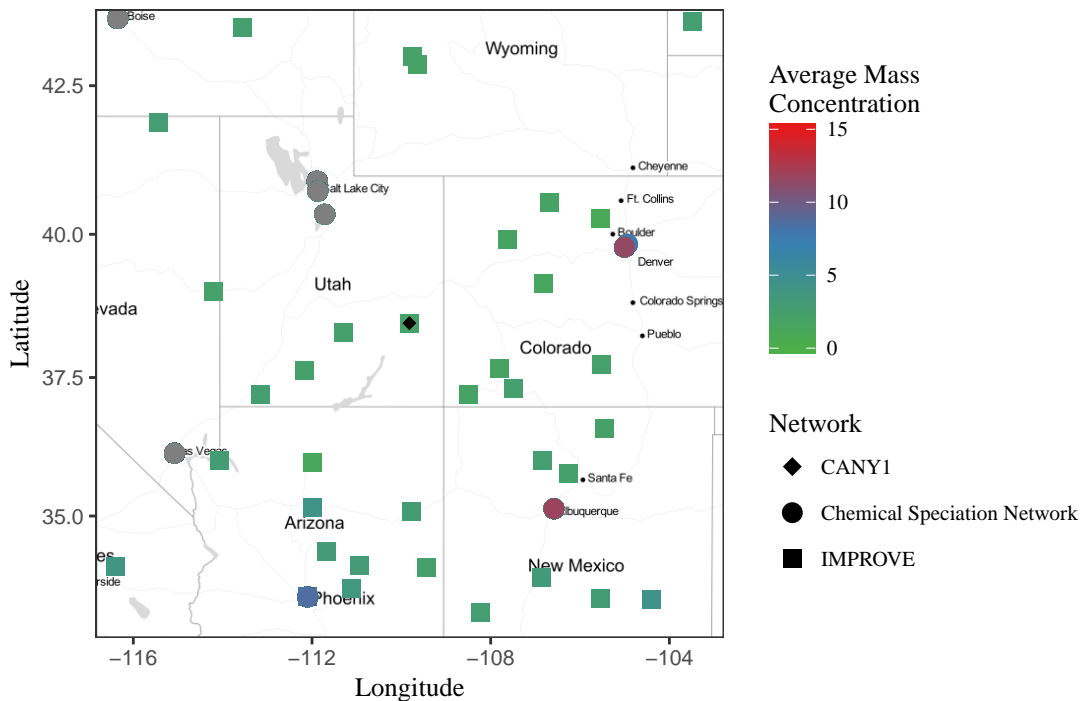 Boise
Wyoming
42.5
Cheyenne
Salt Lake City
Ft. Collins
40.0
Boulder
Denver
Utah
Colorado Springs
evada
Pueblo
Colorado
37.5
as Vegas
Santa Fe
35.0
lbuquerque
Arizona
es
rside
New Mexico
Phoenix
−116
−112
−108
−104
Longitude
Latitude
Average Mass
Concentration
15
10
5
0
Network
CANY1
Chemical Speciation Network
IMPROVE